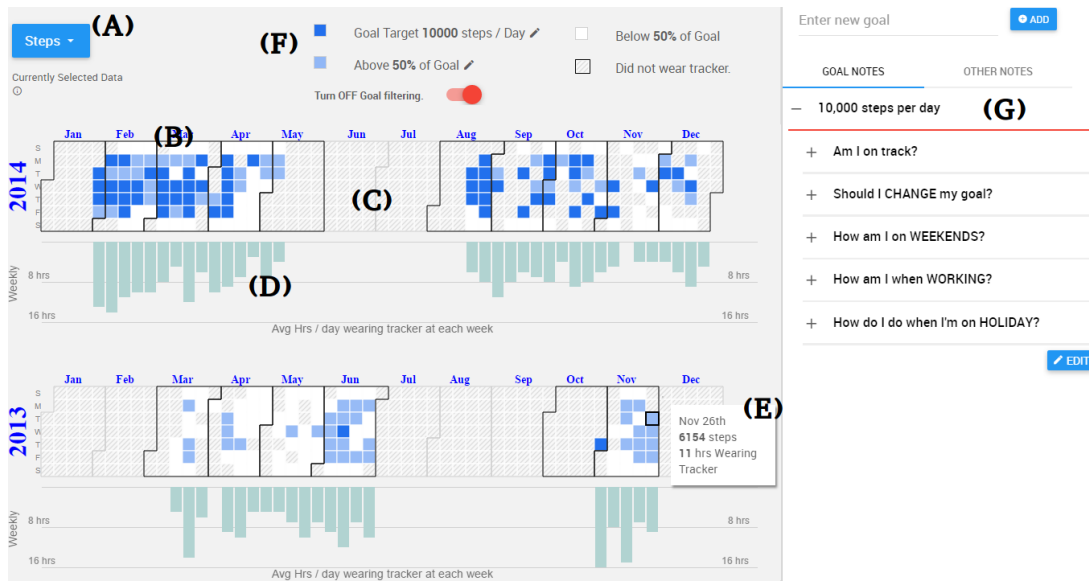 Steps
(A)
Currently Selected Data
(F)
Goal Target 10000 steps / Day
Below 50% of Goal
Above 50% of Goal
Did not wear tracker.
Turn OFF Goal filtering.
Enter new goal
ADD
GOAL NOTES
OTHER NOTES
10,000 steps per day
(G)
Am I on track?
Should I CHANGE my goal?
How am I on WEEKENDS?
How am I when WORKING?
How do I do when I'm on HOLIDAY?
EDIT
(B)
Jan Feb Mar Apr May Jun Jul Aug Sep Oct Nov Dec
2014
S
M
T
W
T
F
S
(C)
(D)
Weekly
8 hrs
8 hrs
16 hrs
16 hrs
Avg Hrs / day wearing tracker at each week
Jan Feb Mar Apr May Jun Jul Aug Sep Oct Nov Dec
2013
S
M
T
W
T
F
S
(E)
Nov 26th
6154 steps
11 hrs Wearing
Tracker
Weekly
8 hrs
8 hrs
16 hrs
16 hrs
Avg Hrs / day wearing tracker at each week